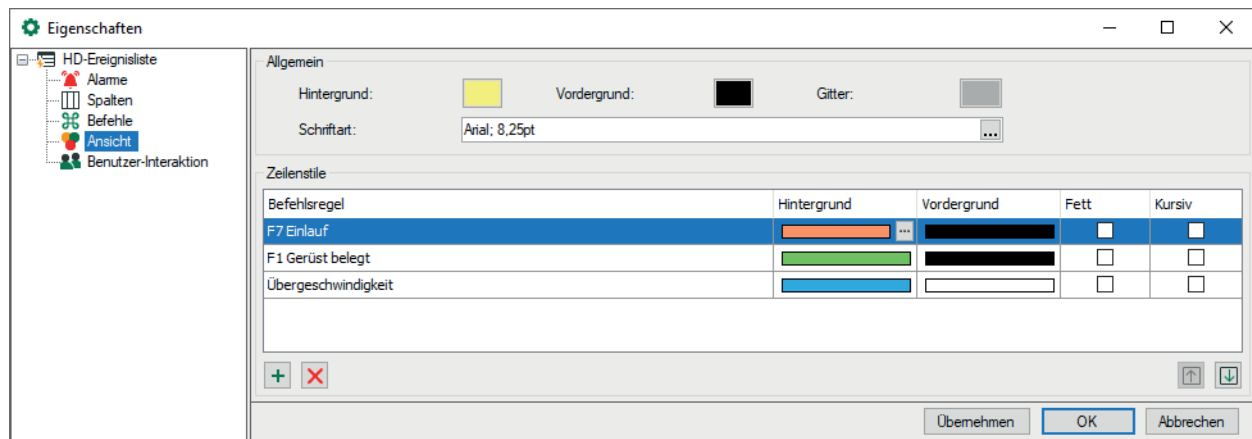 Eigenschaften
HD-Ereignisliste
Alarme
Spalten
Befehle
Ansicht
Benutzer-Interaktion
Allgemein
Hintergrund: Vordergrund: Gitter:
Schriftart: Arial; 8,25pt ...
Zeilenstile
Befehlsregel Hintergrund Vordergrund Fett Kursiv
F7 Einlauf ...
F1 Gerüst belegt
Übergeschwindigkeit
Übernehmen OK Abbrechen